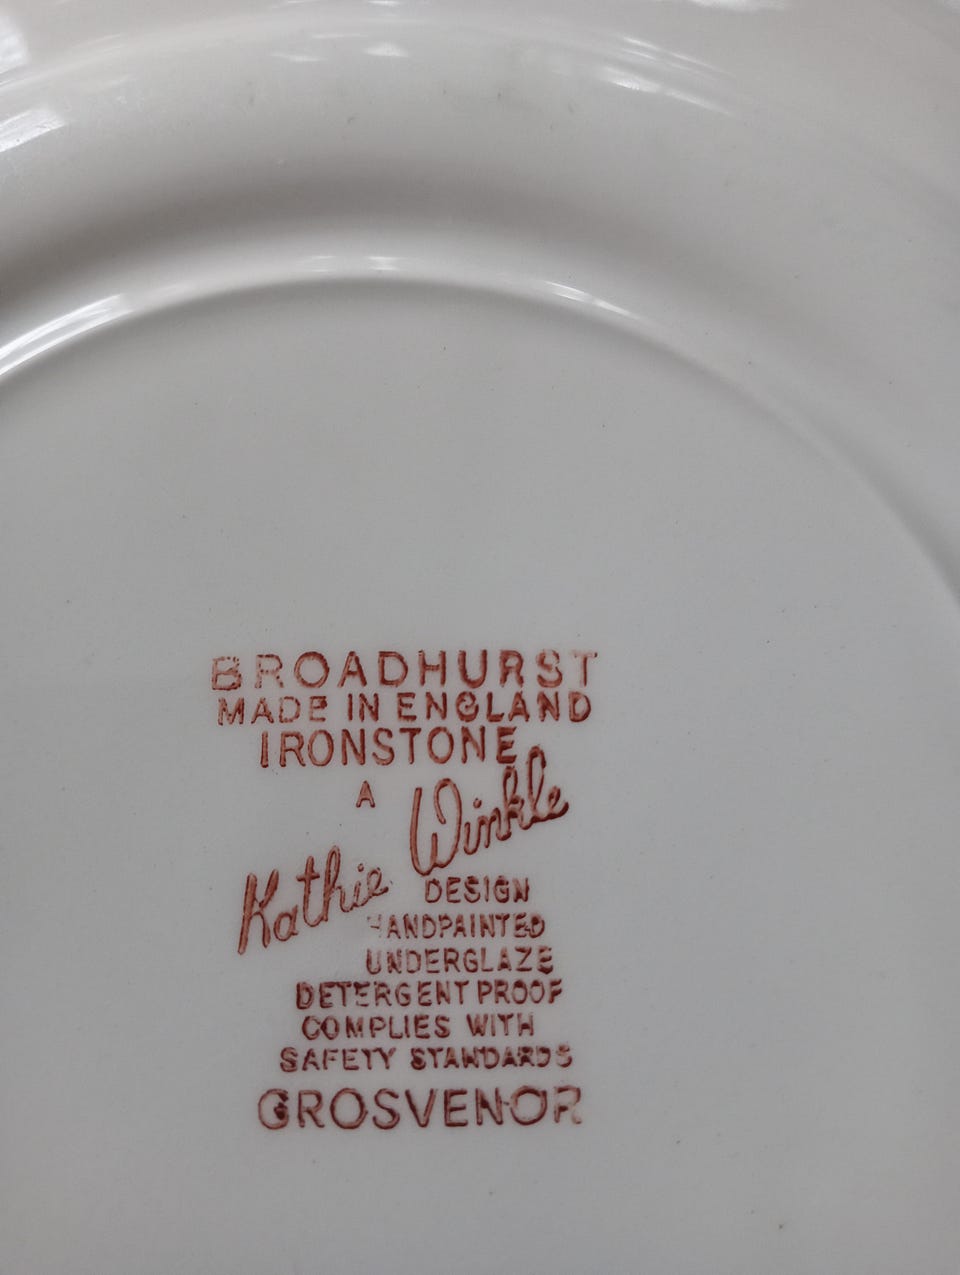 BROADHURST
MADE IN ENGLAND
IRONSTONE
A
Kathie Winkle
DESIGN
HANDPAINTED
UNDERGLAZE
DETERGENT PROOF
COMPLIES WITH
SAFETY STANDARDS
GROSVENOR